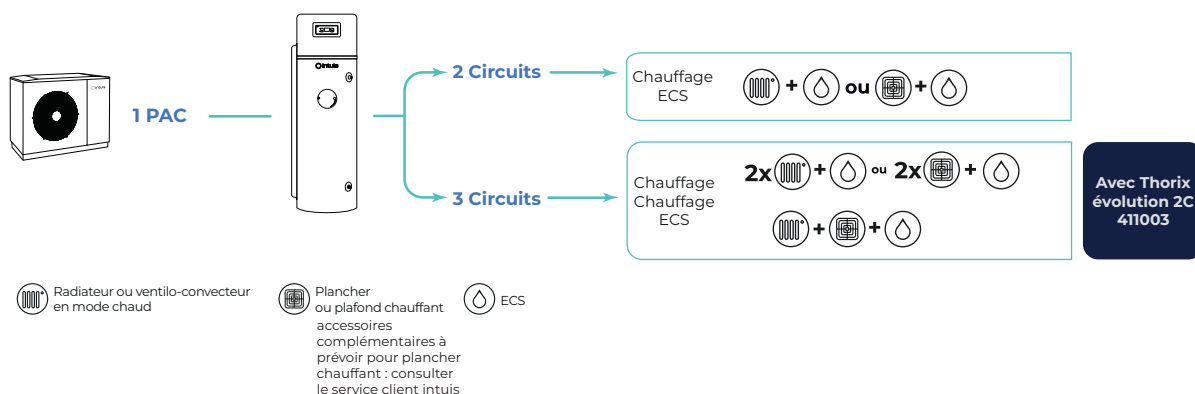 intuis
intuis
1 PAC
2 Circuits
Chauffage
ECS
+
ou
+
3 Circuits
Chauffage
Chauffage
ECS
2x + ou 2x +
+ +
Avec Thorix
évolution 2C
411003
Radiateur ou ventilo-convecteur
en mode chaud
Plancher
ou plafond chauffant
accessoires
complémentaires à
prévoir pour plancher
chauffant : consulter
le service client intuis
ECS